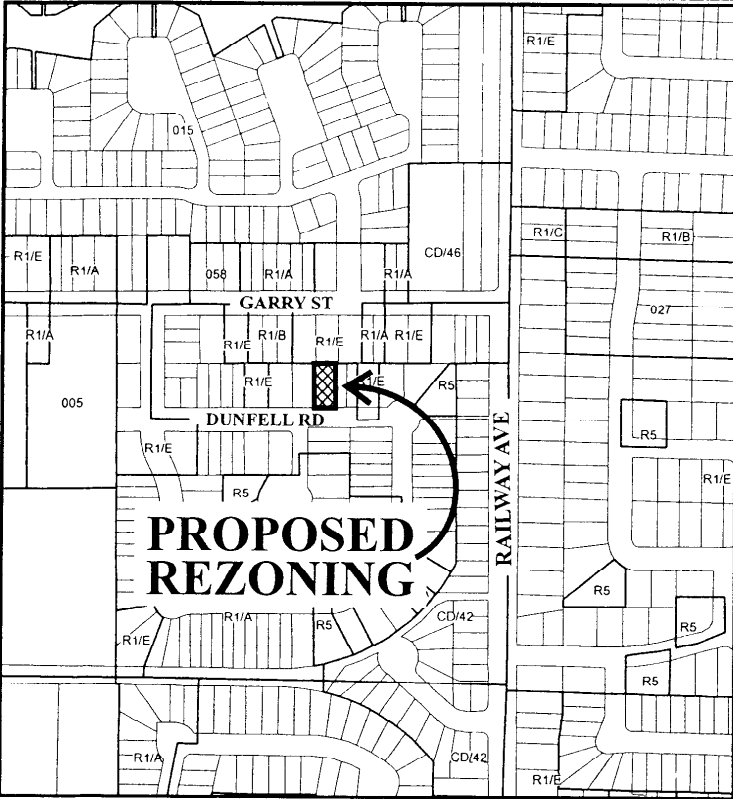 R1/E
015
R1/E
R1/A
058
R1/A
R1/A
CD/46
R1/C
R1/B
GARRY ST
027
R1/A
R1/E
R1/B
R1/E
R1/A
R1/E
005
R1/E
R5
DUNFELL RD
R5
R1/E
RAILWAY AVE
R1/E
R5
PROPOSED
REZONING
R5
R1/E
R1/A
R5
CD/42
R5
R5
R1/A
CD/42
R1/E